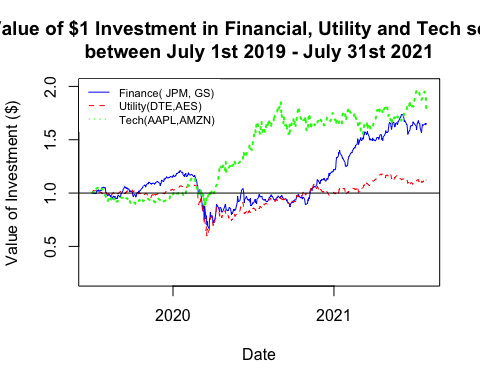 alue of $1 Investment in Financial, Utility and Tech se
between July 1st 2019 - July 31st 2021
Finance( JPM, GS)
Utility(DTE,AES)
Tech(AAPL,AMZN)
Value of Investment ($)
2.0
1.5
1.0
0.5
2020
2021
Date